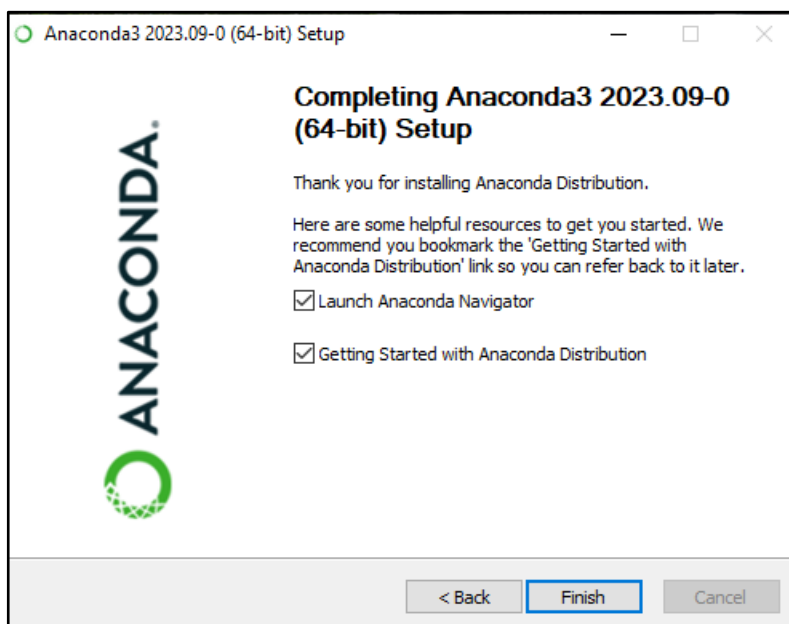 Anaconda3 2023.09-0 (64-bit) Setup
ANACONDA.
Completing Anaconda3 2023.09-0
(64-bit) Setup
Thank you for installing Anaconda Distribution.
Here are some helpful resources to get you started. We
recommend you bookmark the 'Getting Started with
Anaconda Distribution' link so you can refer back to it later.
Launch Anaconda Navigator
Getting Started with Anaconda Distribution
< Back
Finish
Cancel